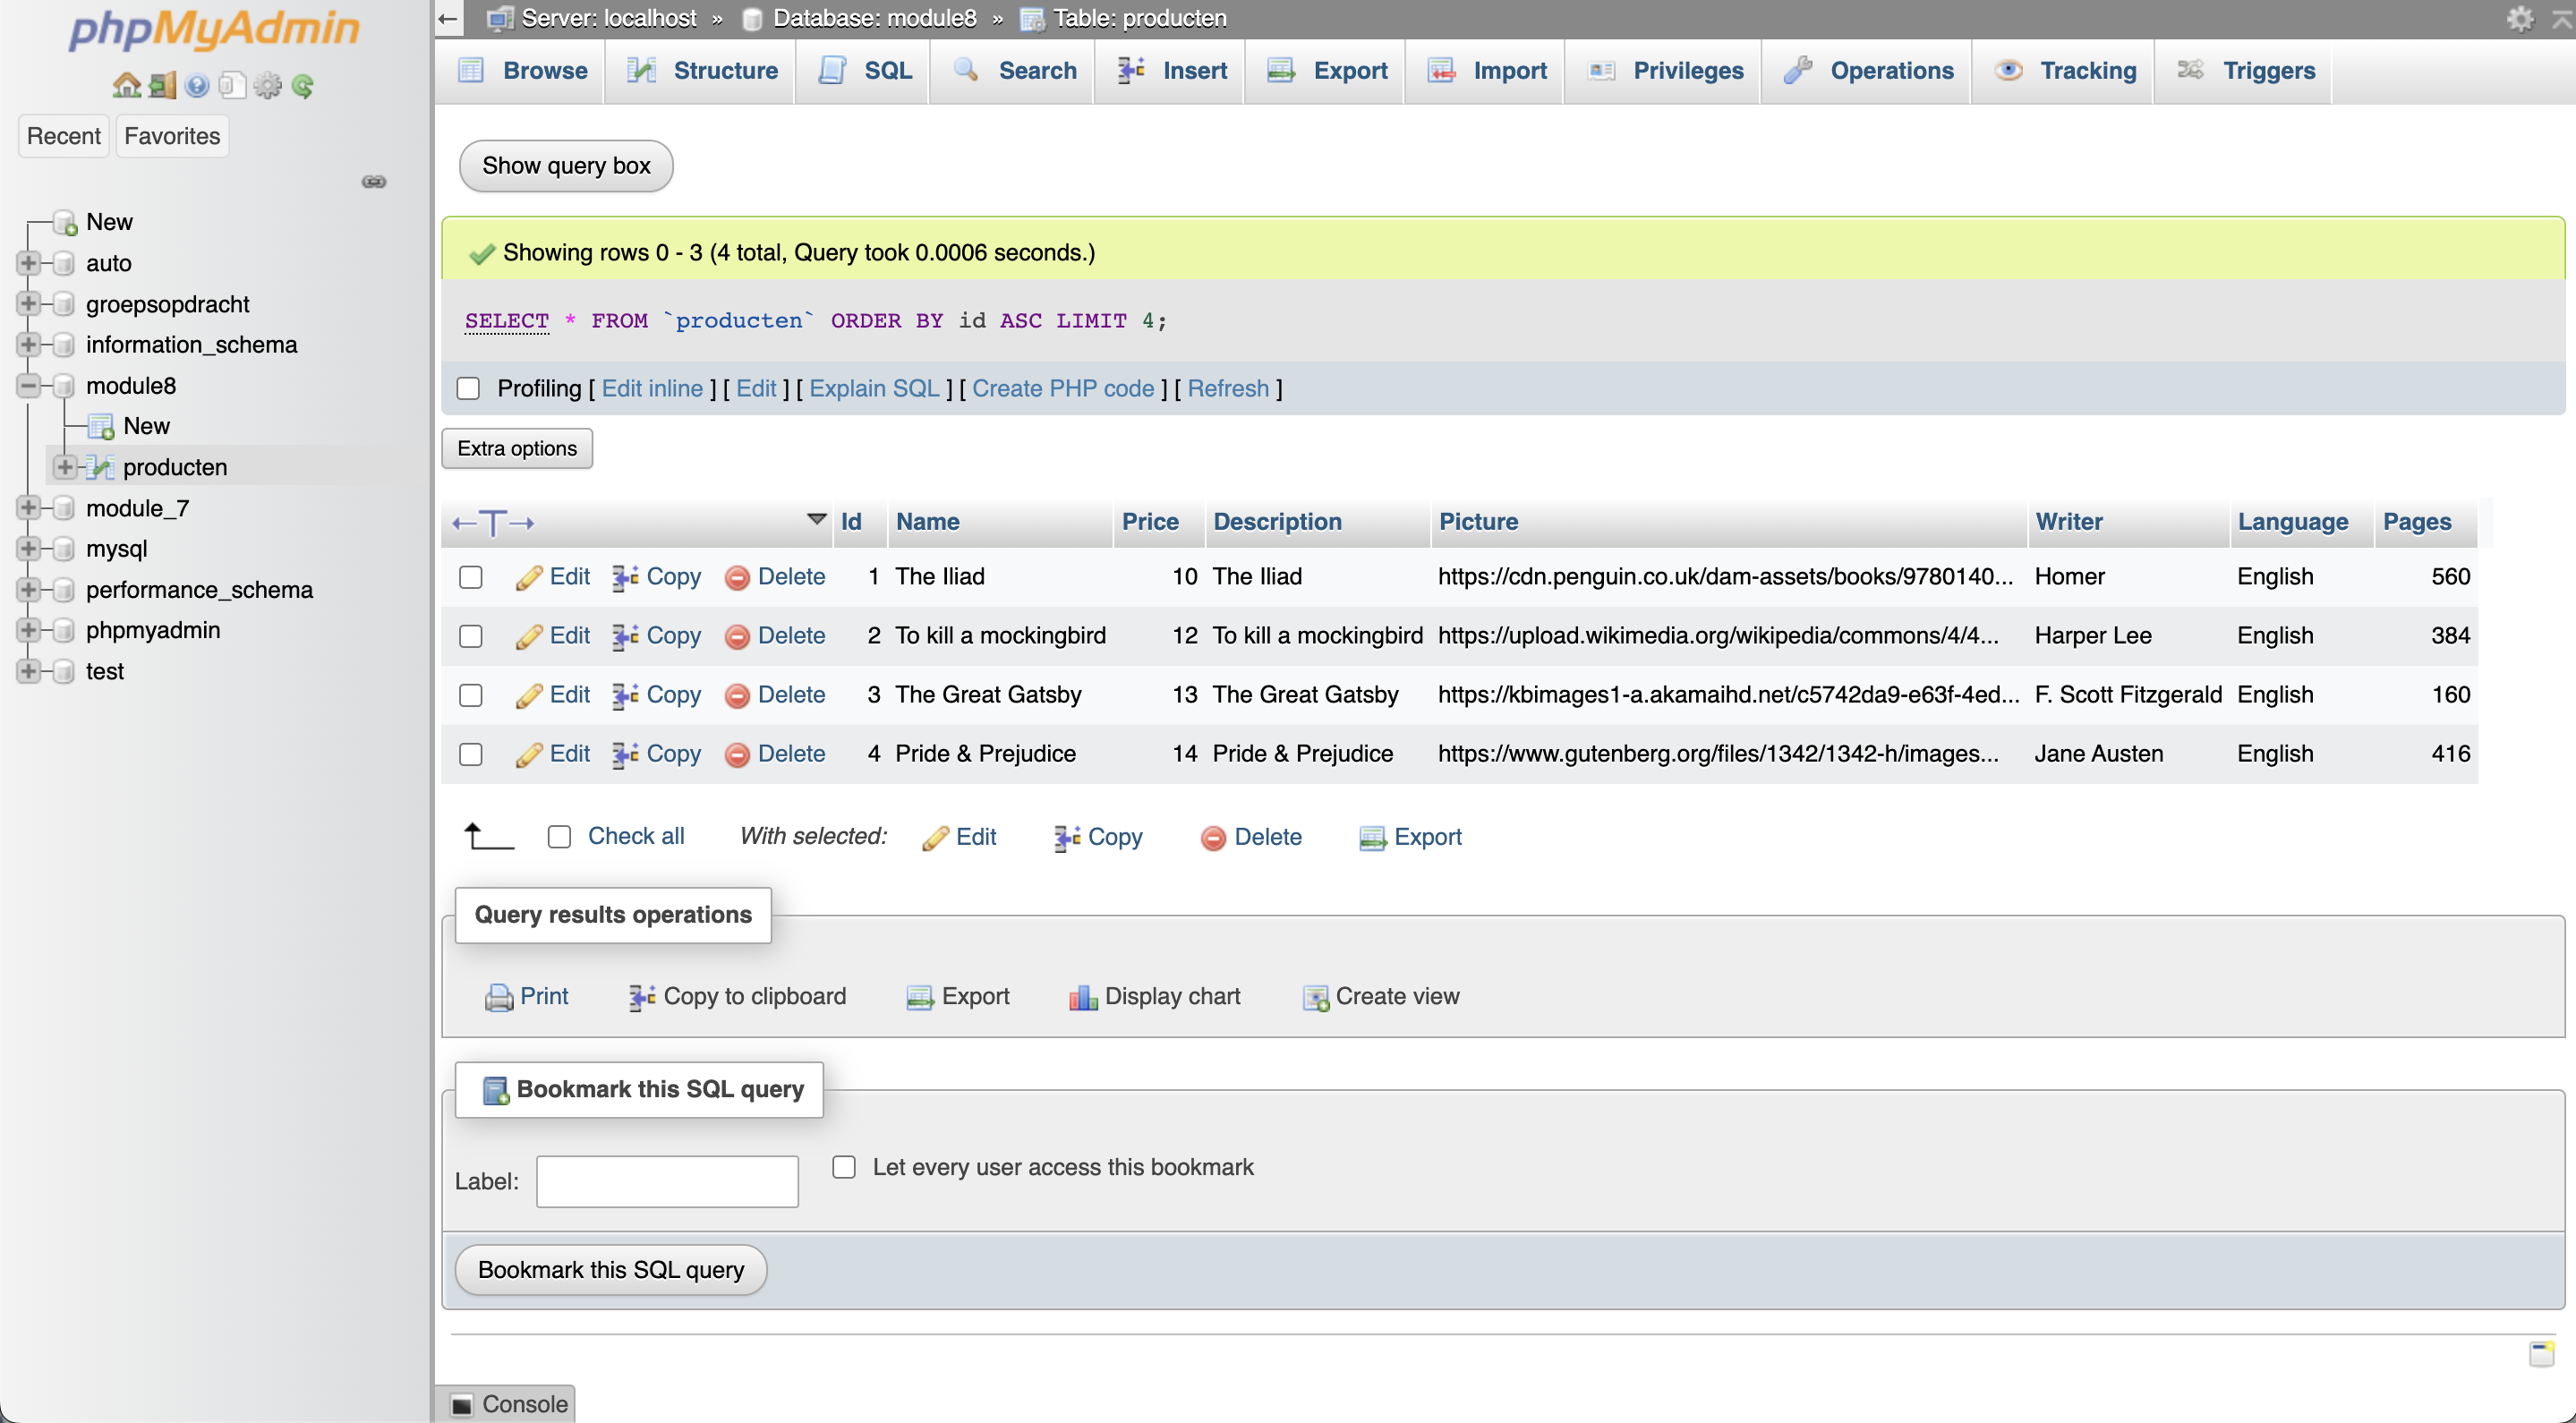 phpMyAdmin
Recent Favorites
New
auto
groepsopdracht
information_schema
module8
New
producten
module_7
mysql
performance_schema
phpmyadmin
test
Server: localhost » Database: module8 » Table: producten
Browse Structure SQL Search Insert Export Import Privileges Operations Tracking Triggers
Show query box
Showing rows 0 - 3 (4 total, Query took 0.0006 seconds.)
SELECT * FROM `producten` ORDER BY id ASC LIMIT 4;
Profiling [ Edit inline ] [ Edit ] [ Explain SQL ] [ Create PHP code ] [ Refresh ]
Extra options
←T→ Id Name Price Description Picture Writer Language Pages
Edit Copy Delete 1 The Iliad 10 The Iliad https://cdn.penguin.co.uk/dam-assets/books/9780140... Homer English 560
Edit Copy Delete 2 To kill a mockingbird 12 To kill a mockingbird https://upload.wikimedia.org/wikipedia/commons/4/4... Harper Lee English 384
Edit Copy Delete 3 The Great Gatsby 13 The Great Gatsby https://kbimages1-a.akamaihd.net/c5742da9-e63f-4ed... F. Scott Fitzgerald English 160
Edit Copy Delete 4 Pride & Prejudice 14 Pride & Prejudice https://www.gutenberg.org/files/1342/1342-h/images... Jane Austen English 416
Check all With selected: Edit Copy Delete Export
Query results operations
Print Copy to clipboard Export Display chart Create view
Bookmark this SQL query
Label: Let every user access this bookmark
Bookmark this SQL query
Console